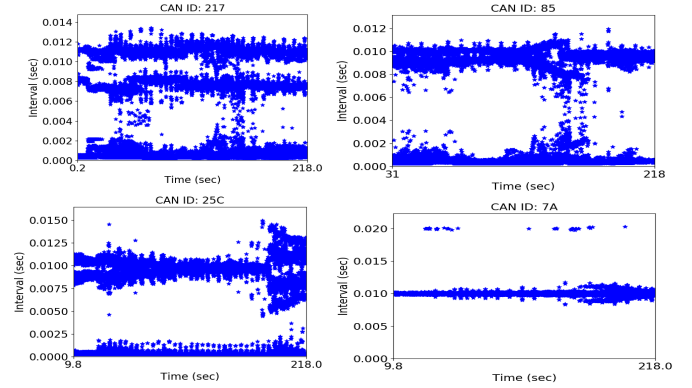 CAN ID: 217
0.014
0.012
0.010
0.008
0.006
0.004
0.002
0.000
Interval (sec)
0.2
218.0
Time (sec)
CAN ID: 85
0.012
0.010
0.008
0.006
0.004
0.002
0.000
Interval (sec)
31
218
Time (sec)
CAN ID: 25C
0.0150
0.0125
0.0100
0.0075
0.0050
0.0025
0.0000
Interval (sec)
9.8
218.0
Time (sec)
CAN ID: 7A
0.020
0.015
0.010
0.005
0.000
Interval (sec)
9.8
218.0
Time (sec)